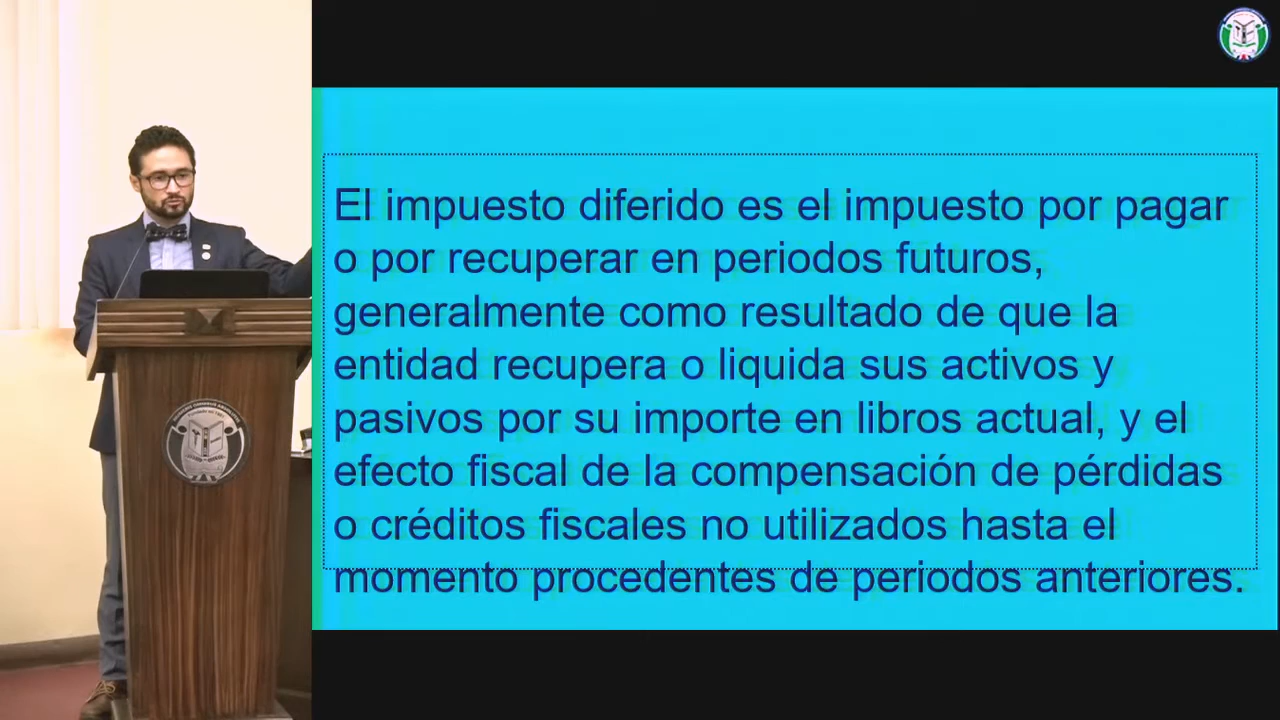 El impuesto diferido es el impuesto por pagar
o por recuperar en periodos futuros,
generalmente como resultado de que la
entidad recupera o liquida sus activos y
pasivos por su importe en libros actual, y el
efecto fiscal de la compensación de pérdidas
o créditos fiscales no utilizados hasta el
momento procedentes de periodos anteriores.